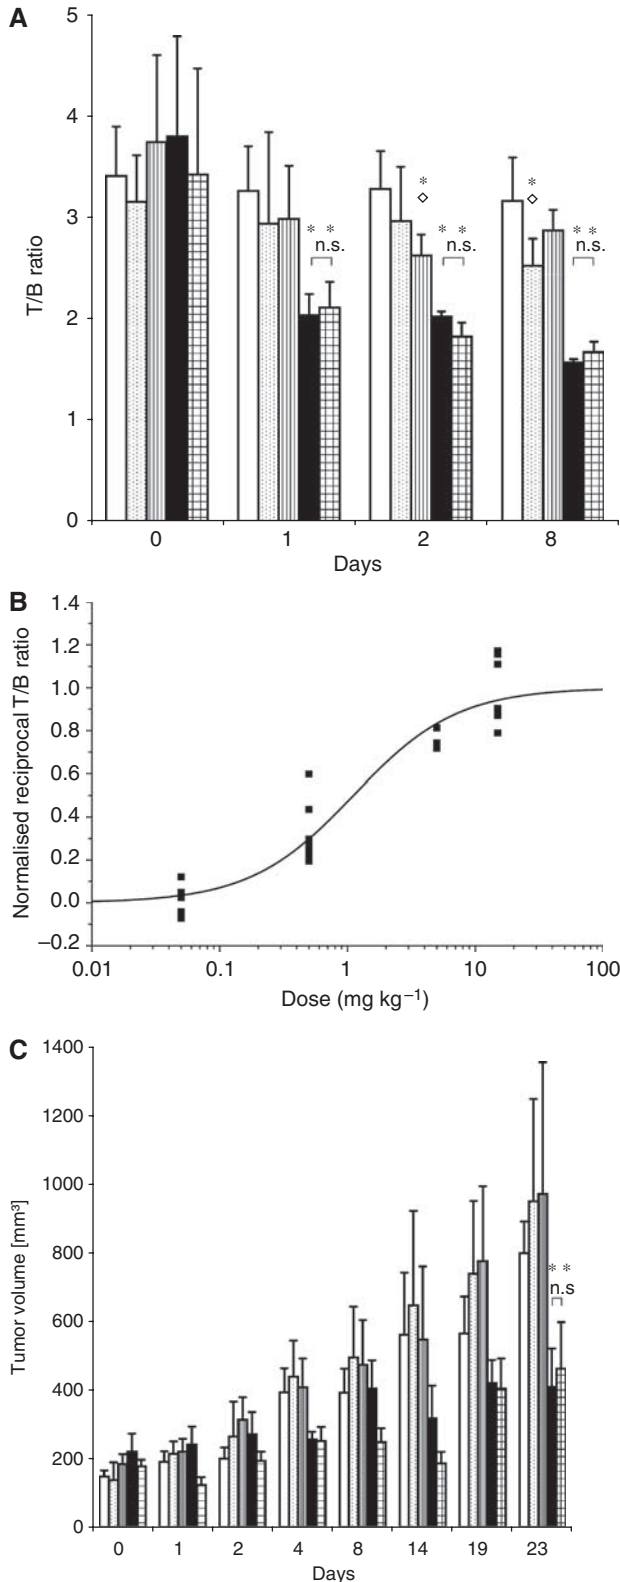 A
5
4
3
2
1
0
T/B ratio
*
◇
*
◇
* *
n.s.
* *
n.s.
* *
n.s.
0 1 2 8
Days
B
1.4
1.2
1.0
0.8
0.6
0.4
0.2
0.0
–0.2
Normalised reciprocal T/B ratio
0.01 0.1 1 10 100
Dose (mg kg–1)
C
1400
1200
1000
800
600
400
200
0
Tumor volume [mm³]
* *
n.s
0 1 2 4 8 14 19 23
Days